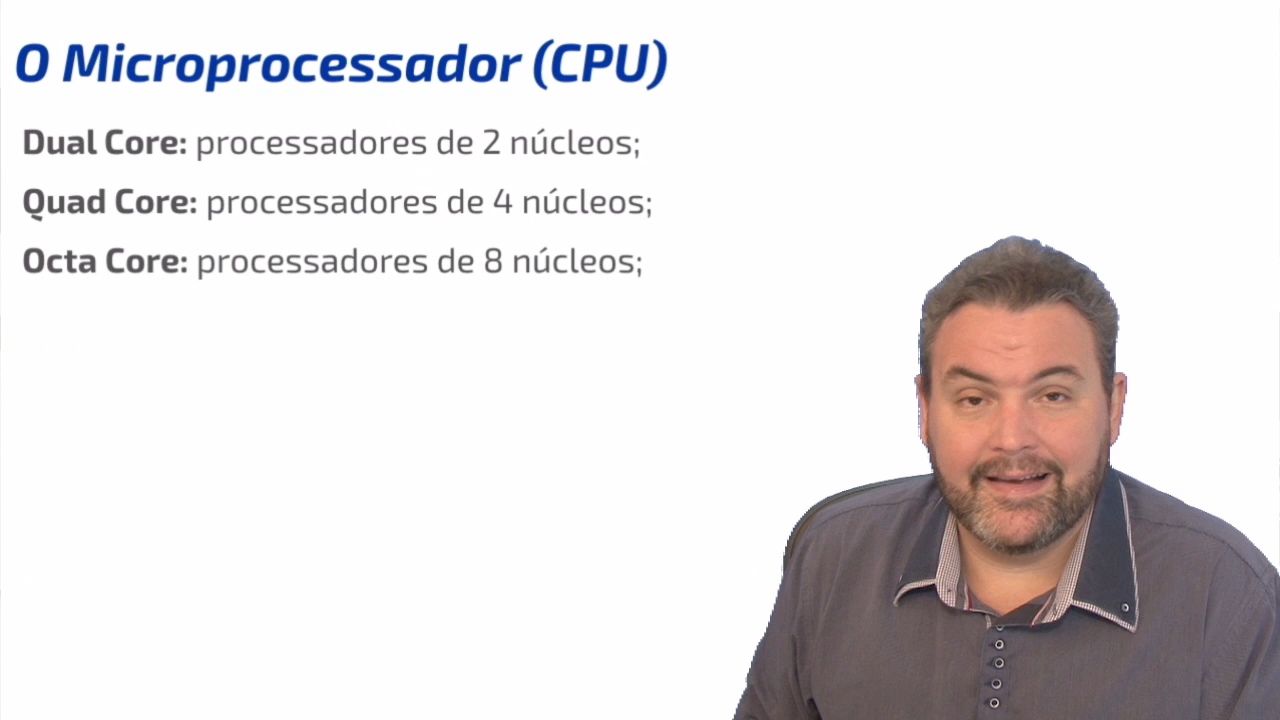 O Microprocessador (CPU)
Dual Core: processadores de 2 núcleos;
Quad Core: processadores de 4 núcleos;
Octa Core: processadores de 8 núcleos;